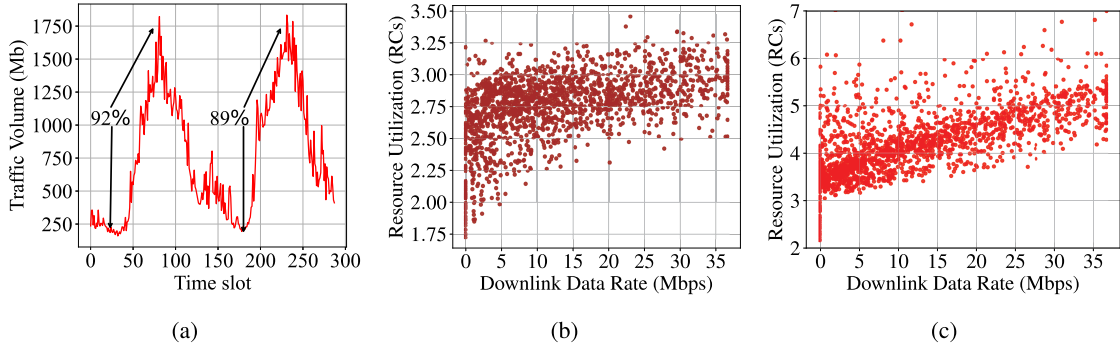 Traffic Volume (Mb)
1750
1500
1250
1000
750
500
250
92%
89%
0 50 100 150 200 250 300
Time slot
(a)
Resource Utilization (RCs)
3.50
3.25
3.00
2.75
2.50
2.25
2.00
1.75
0 5 10 15 20 25 30 35
Downlink Data Rate (Mbps)
(b)
Resource Utilization (RCs)
7
6
5
4
3
2
0 5 10 15 20 25 30 35
Downlink Data Rate (Mbps)
(c)